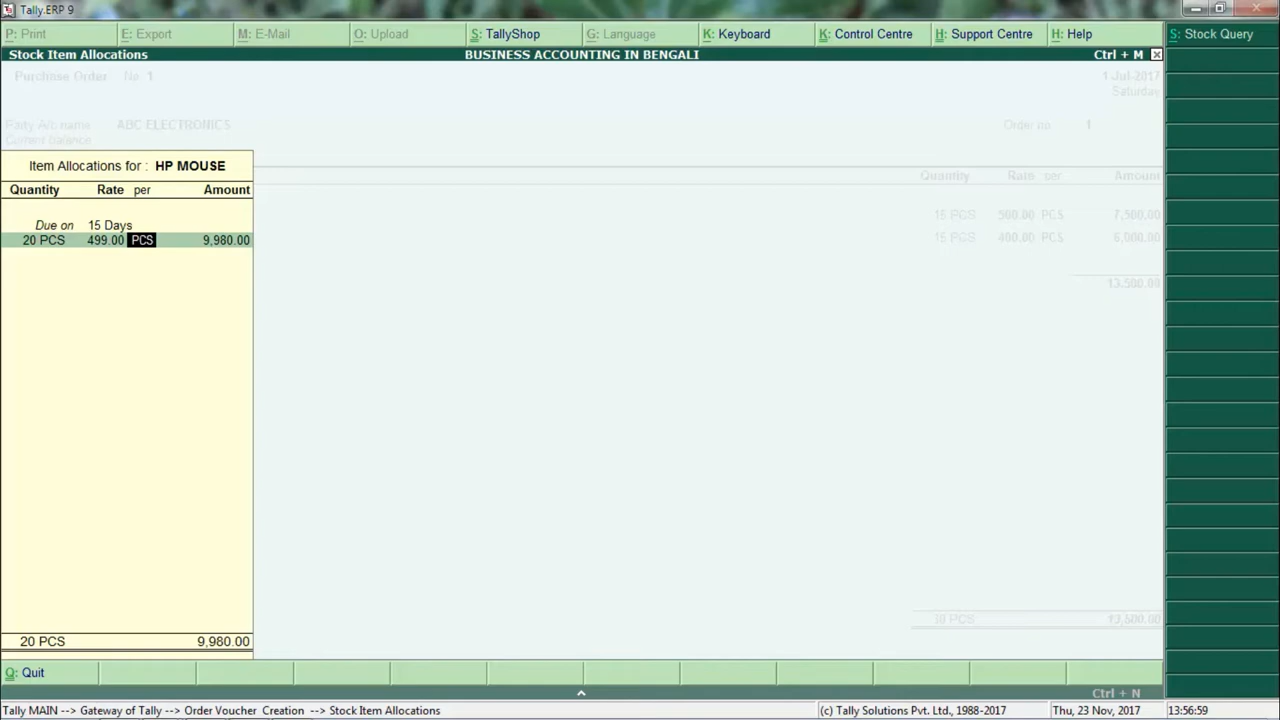 Tally.ERP 9
P: Print E: Export M: E-Mail O: Upload S: TallyShop G: Language K: Keyboard K: Control Centre H: Support Centre H: Help S: Stock Query
Stock Item Allocations BUSINESS ACCOUNTING IN BENGALI Ctrl + M
Purchase Order No. 1 1-Jul-2017
Saturday
Party A/c name ABC ELECTRONICS Order no. 1
Current balance
Item Allocations for : HP MOUSE
Quantity Rate per Amount
Quantity Rate per Amount
Due on 15 Days
15 PCS 500.00 PCS 7,500.00
20 PCS 499.00 PCS 9,980.00
15 PCS 400.00 PCS 6,000.00
13,500.00
30 PCS 13,500.00
20 PCS 9,980.00
Q: Quit
Ctrl + N
Tally MAIN --> Gateway of Tally --> Order Voucher Creation --> Stock Item Allocations (c) Tally Solutions Pvt. Ltd., 1988-2017 Thu, 23 Nov, 2017 13:56:59